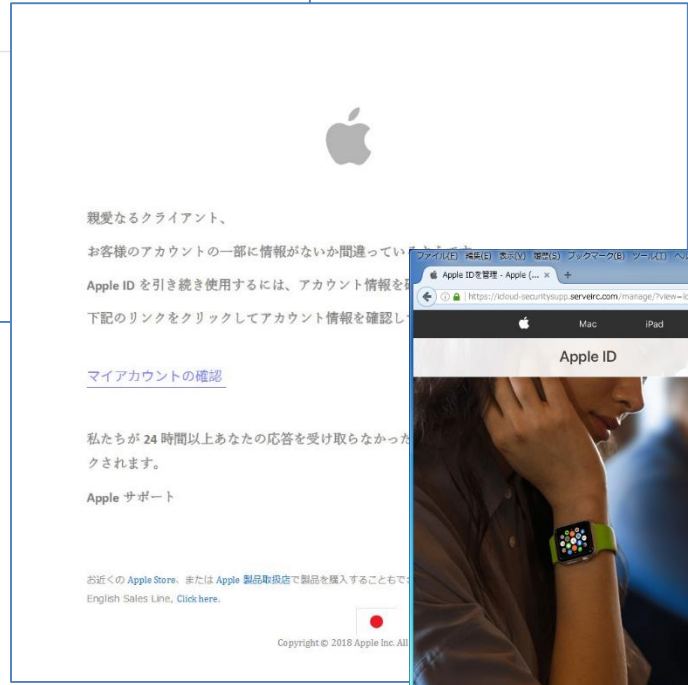 親愛なるクライアント、
お客様のアカウントの一部に情報がないか間違ってい
Apple ID を引き続き使用するには、アカウント情報を
下記のリンクをクリックしてアカウント情報を確認し
マイアカウントの確認
私たちが 24 時間以上あなたの応答を受け取らなかった
クされます。
Apple サポート
お近くの Apple Store、または Apple 製品取扱店で製品を購入することもで
English Sales Line, Click here.
Copyright © 2018 Apple Inc. All
ファイル(F) 編集(E) 表示(V) 履歴(S) ブックマーク(B) ツール(T) ヘル
Apple IDを管理 - Apple (... × +
https://icloud-securitysupp.serveirc.com/manage/?view=lo
Mac iPad
Apple ID